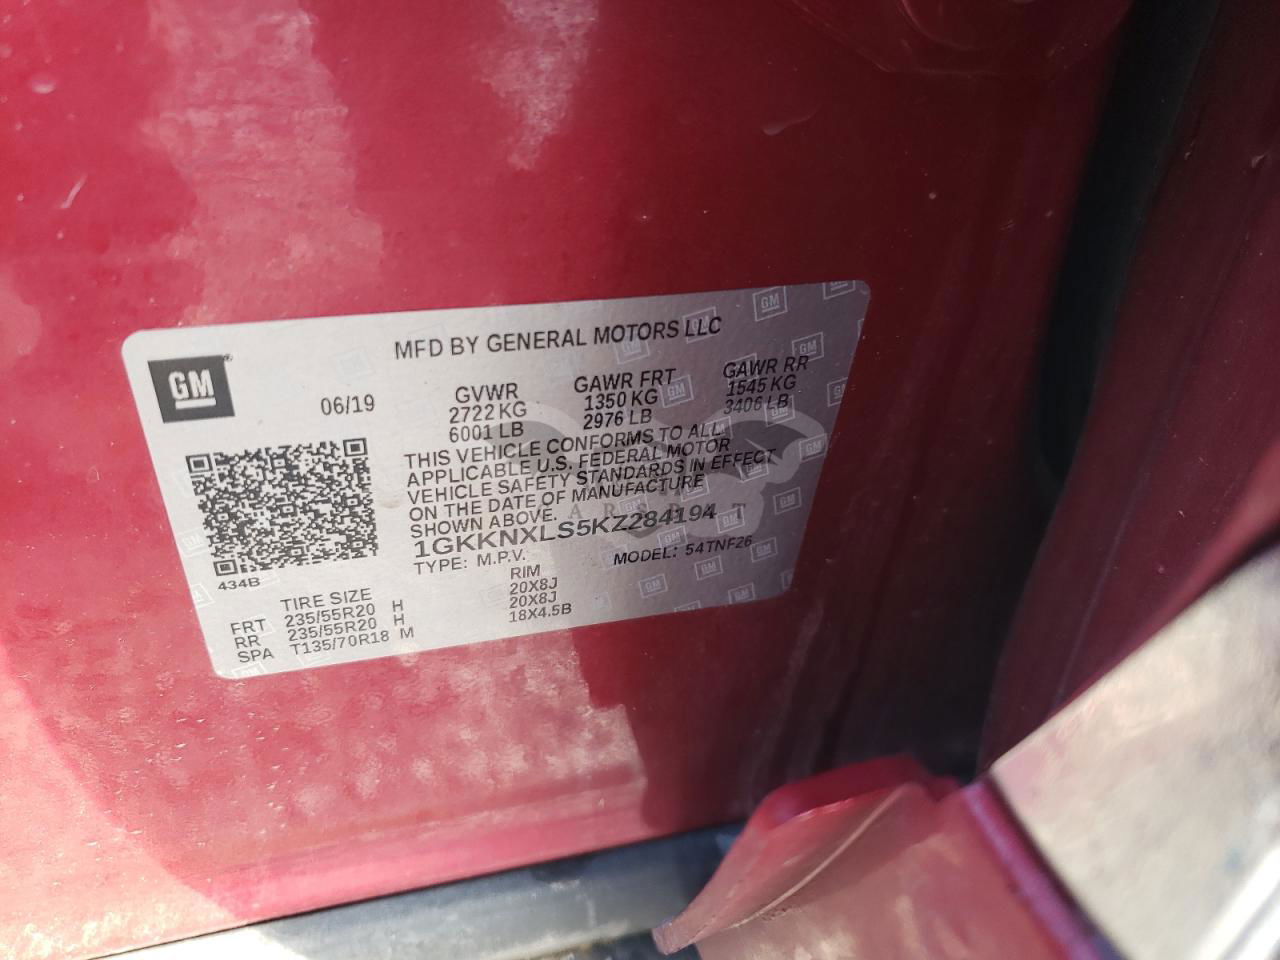 MFD BY GENERAL MOTORS LLC
GM
06/19
GVWR GAWR FRT GAWR RR
2722 KG 1350 KG 1545 KG
6001 LB 2976 LB 3406 LB
THIS VEHICLE CONFORMS TO ALL
APPLICABLE U.S. FEDERAL MOTOR
VEHICLE SAFETY STANDARDS IN EFFECT
ON THE DATE OF MANUFACTURE
SHOWN ABOVE.
1GKKNXLS5KZ284194
TYPE: M.P.V. MODEL: 54TNF26
434B
TIRE SIZE RIM
FRT 235/55R20 H 20X8J
RR 235/55R20 H 20X8J
SPA T135/70R18 M 18X4.5B